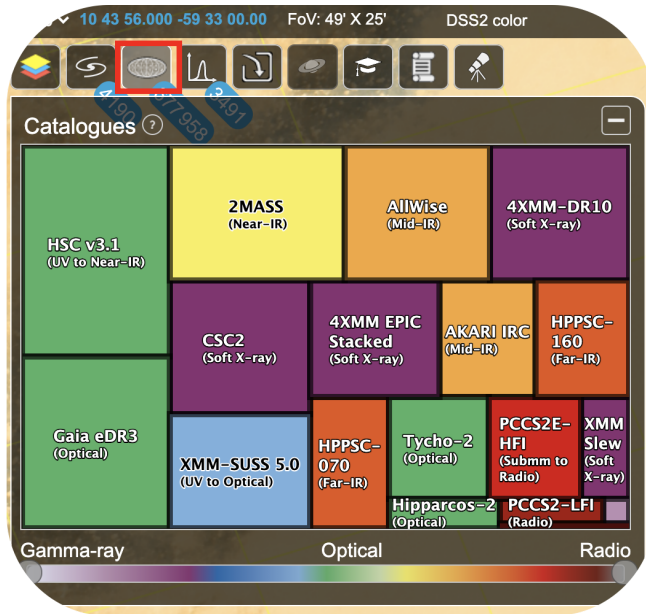 10 43 56.000 -59 33 00.00 FoV: 49' X 25' DSS2 color
4190 3491
Catalogues ?
HSC v3.1
(UV to Near-IR)
2MASS
(Near-IR)
AllWise
(Mid-IR)
4XMM-DR10
(Soft X-ray)
CSC2
(Soft X-ray)
4XMM EPIC
Stacked
(Soft X-ray)
AKARI IRC
(Mid-IR)
HPPSC-
160
(Far-IR)
Gaia eDR3
(Optical)
XMM-SUSS 5.0
(UV to Optical)
HPPSC-
070
(Far-IR)
Tycho-2
(Optical)
PCCS2E-
HFI
(Submm to
Radio)
XMM
Slew
(Soft
X-ray)
Hipparcos-2
(Optical)
PCCS2-LFI
(Radio)
Gamma-ray Optical Radio